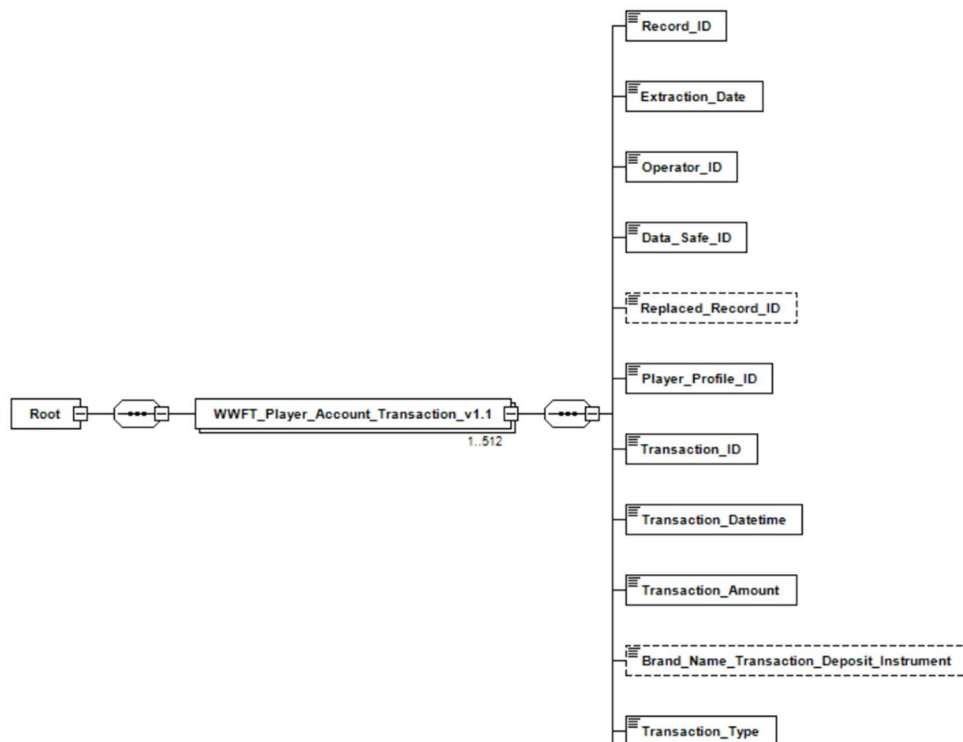 Record_ID
Extraction_Date
Operator_ID
Data_Safe_ID
Replaced_Record_ID
Root
WWFT_Player_Account_Transaction_v1.1
1..512
Player_Profile_ID
Transaction_ID
Transaction_Datetime
Transaction_Amount
Brand_Name_Transaction_Deposit_Instrument
Transaction_Type